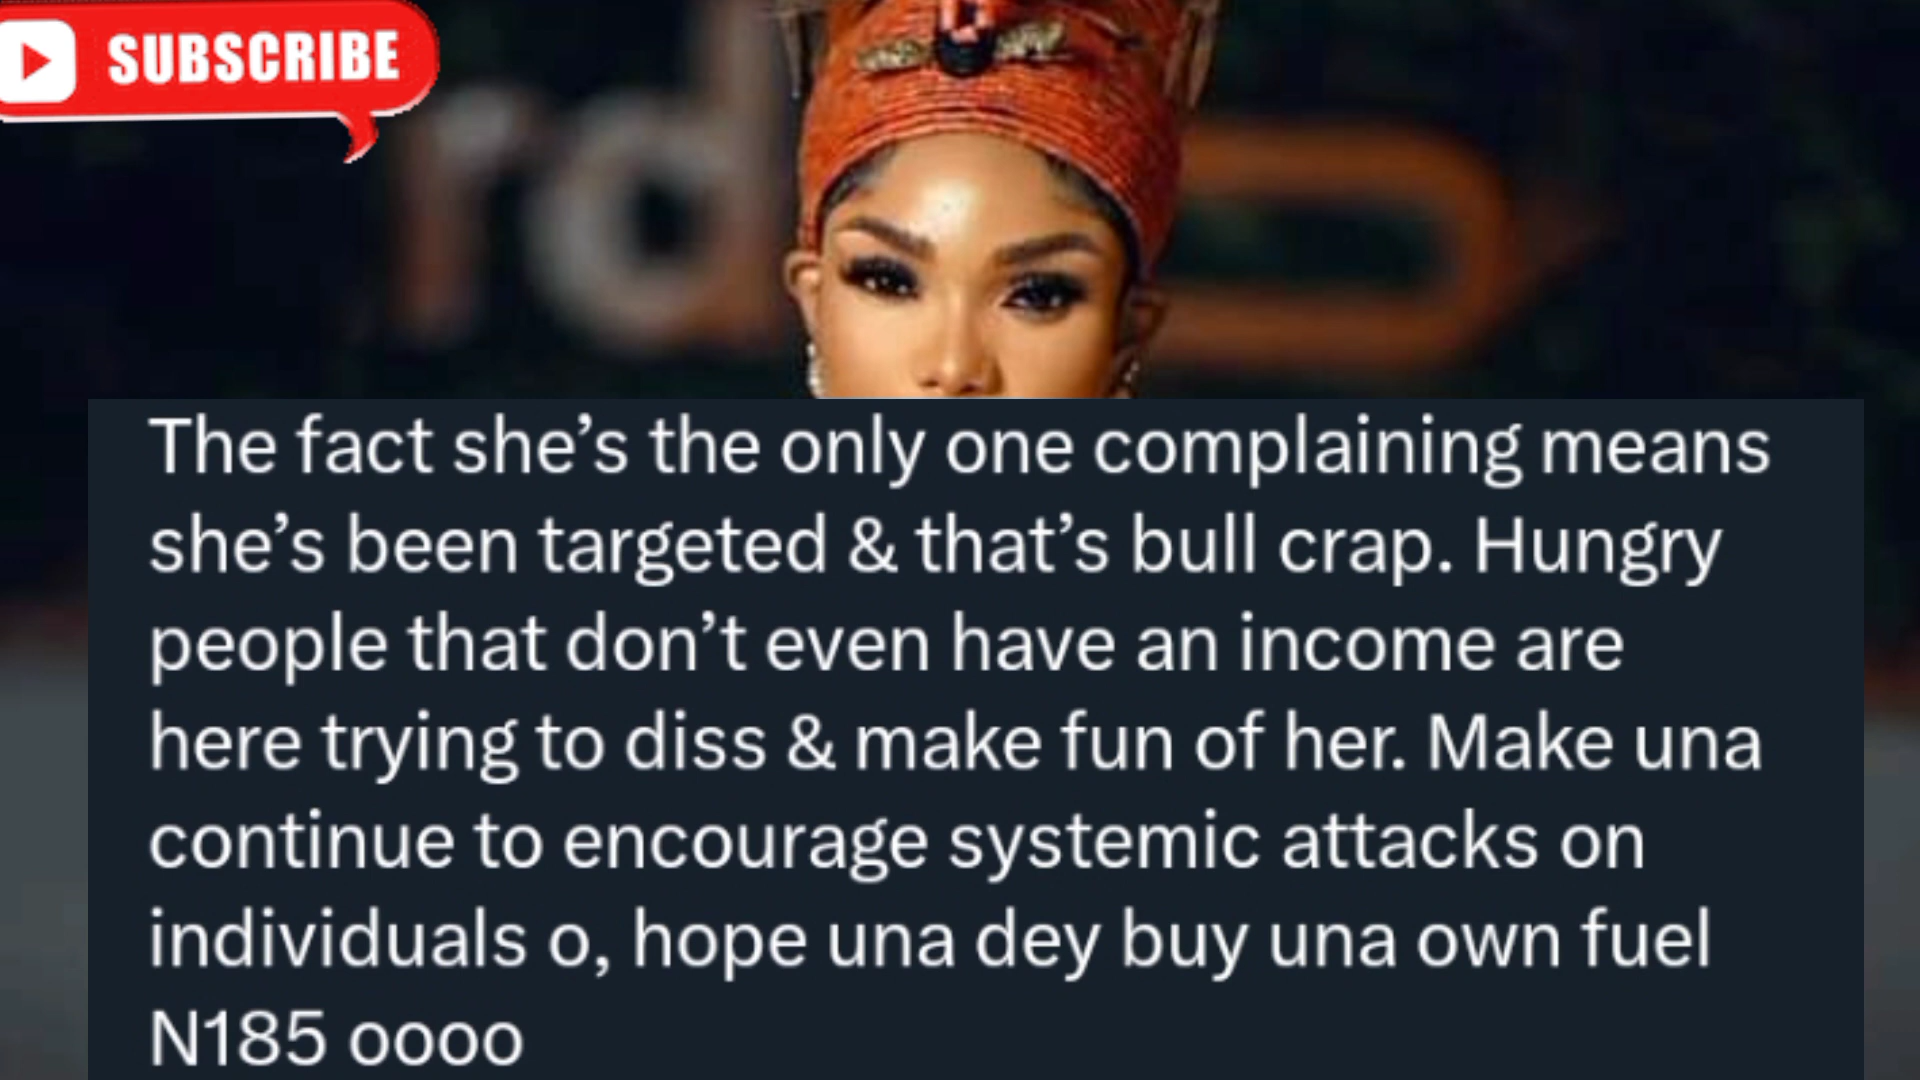 SUBSCRIBE
rd
The fact she’s the only one complaining means
she’s been targeted & that’s bull crap. Hungry
people that don’t even have an income are
here trying to diss & make fun of her. Make una
continue to encourage systemic attacks on
individuals o, hope una dey buy una own fuel
N185 oooo